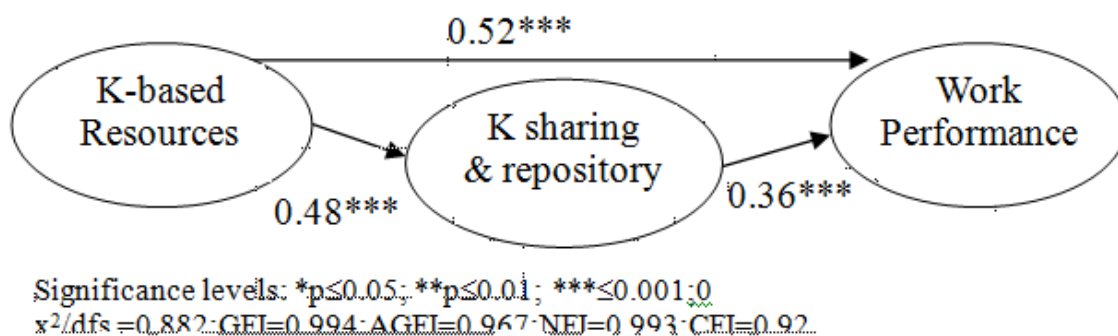 0.52***
K-based
Resources
K sharing
& repository
Work
Performance
0.48***
0.36***
Significance levels: *p≤0.05; **p≤0.01; ***≤0.001;0
x²/dfs =0.882;GFI=0.994;AGFI=0.967;NFI=0.993;CFI=0.92